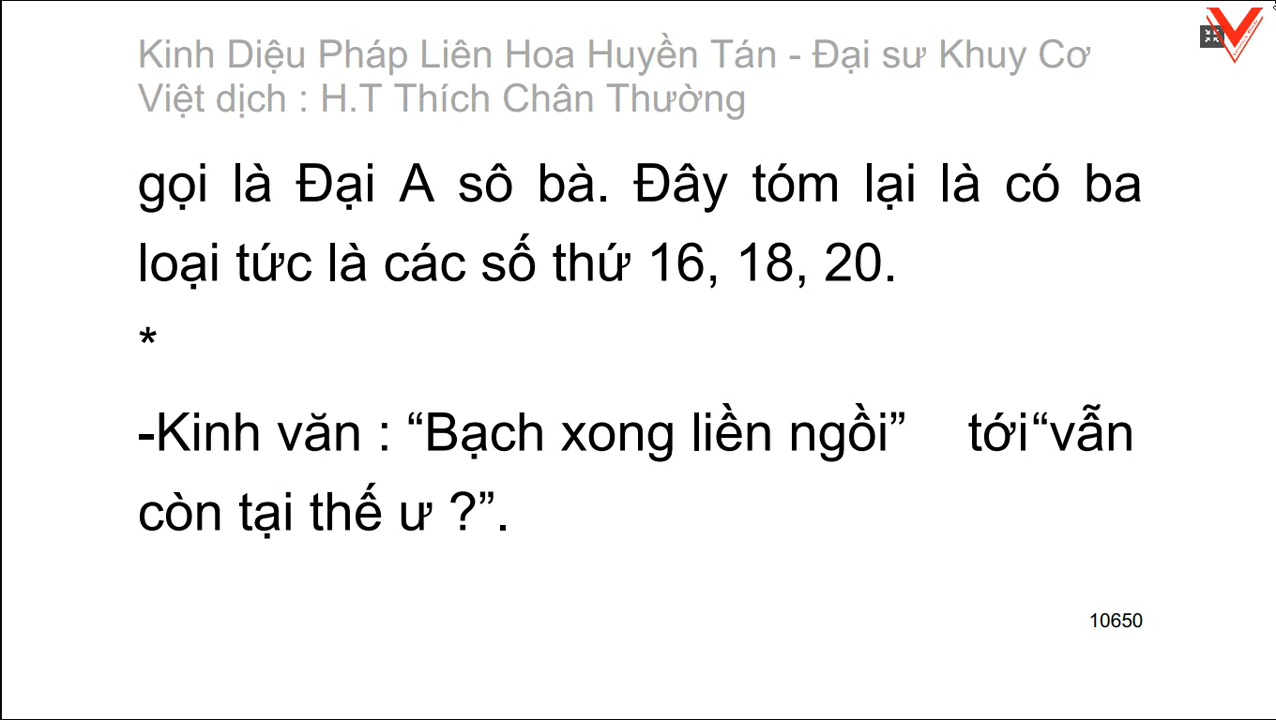 Kinh Diệu Pháp Liên Hoa Huyền Tán - Đại sư Khuy Cơ
Việt dịch : H.T Thích Chân Thường
gọi là Đại A sô bà. Đây tóm lại là có ba
loại tức là các số thứ 16, 18, 20.
*
-Kinh văn : “Bạch xong liền ngồi” tới“vẫn
còn tại thế ư ?”.
10650